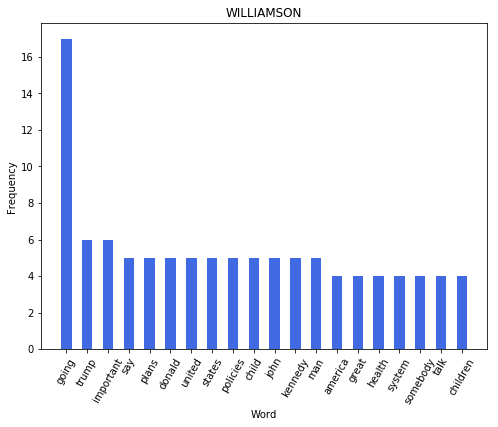 WILLIAMSON
16
14
12
10
8
6
4
2
0
Frequency
going
trump
important
say
plans
donald
united
states
policies
child
john
kennedy
man
america
great
health
system
somebody
talk
children
Word